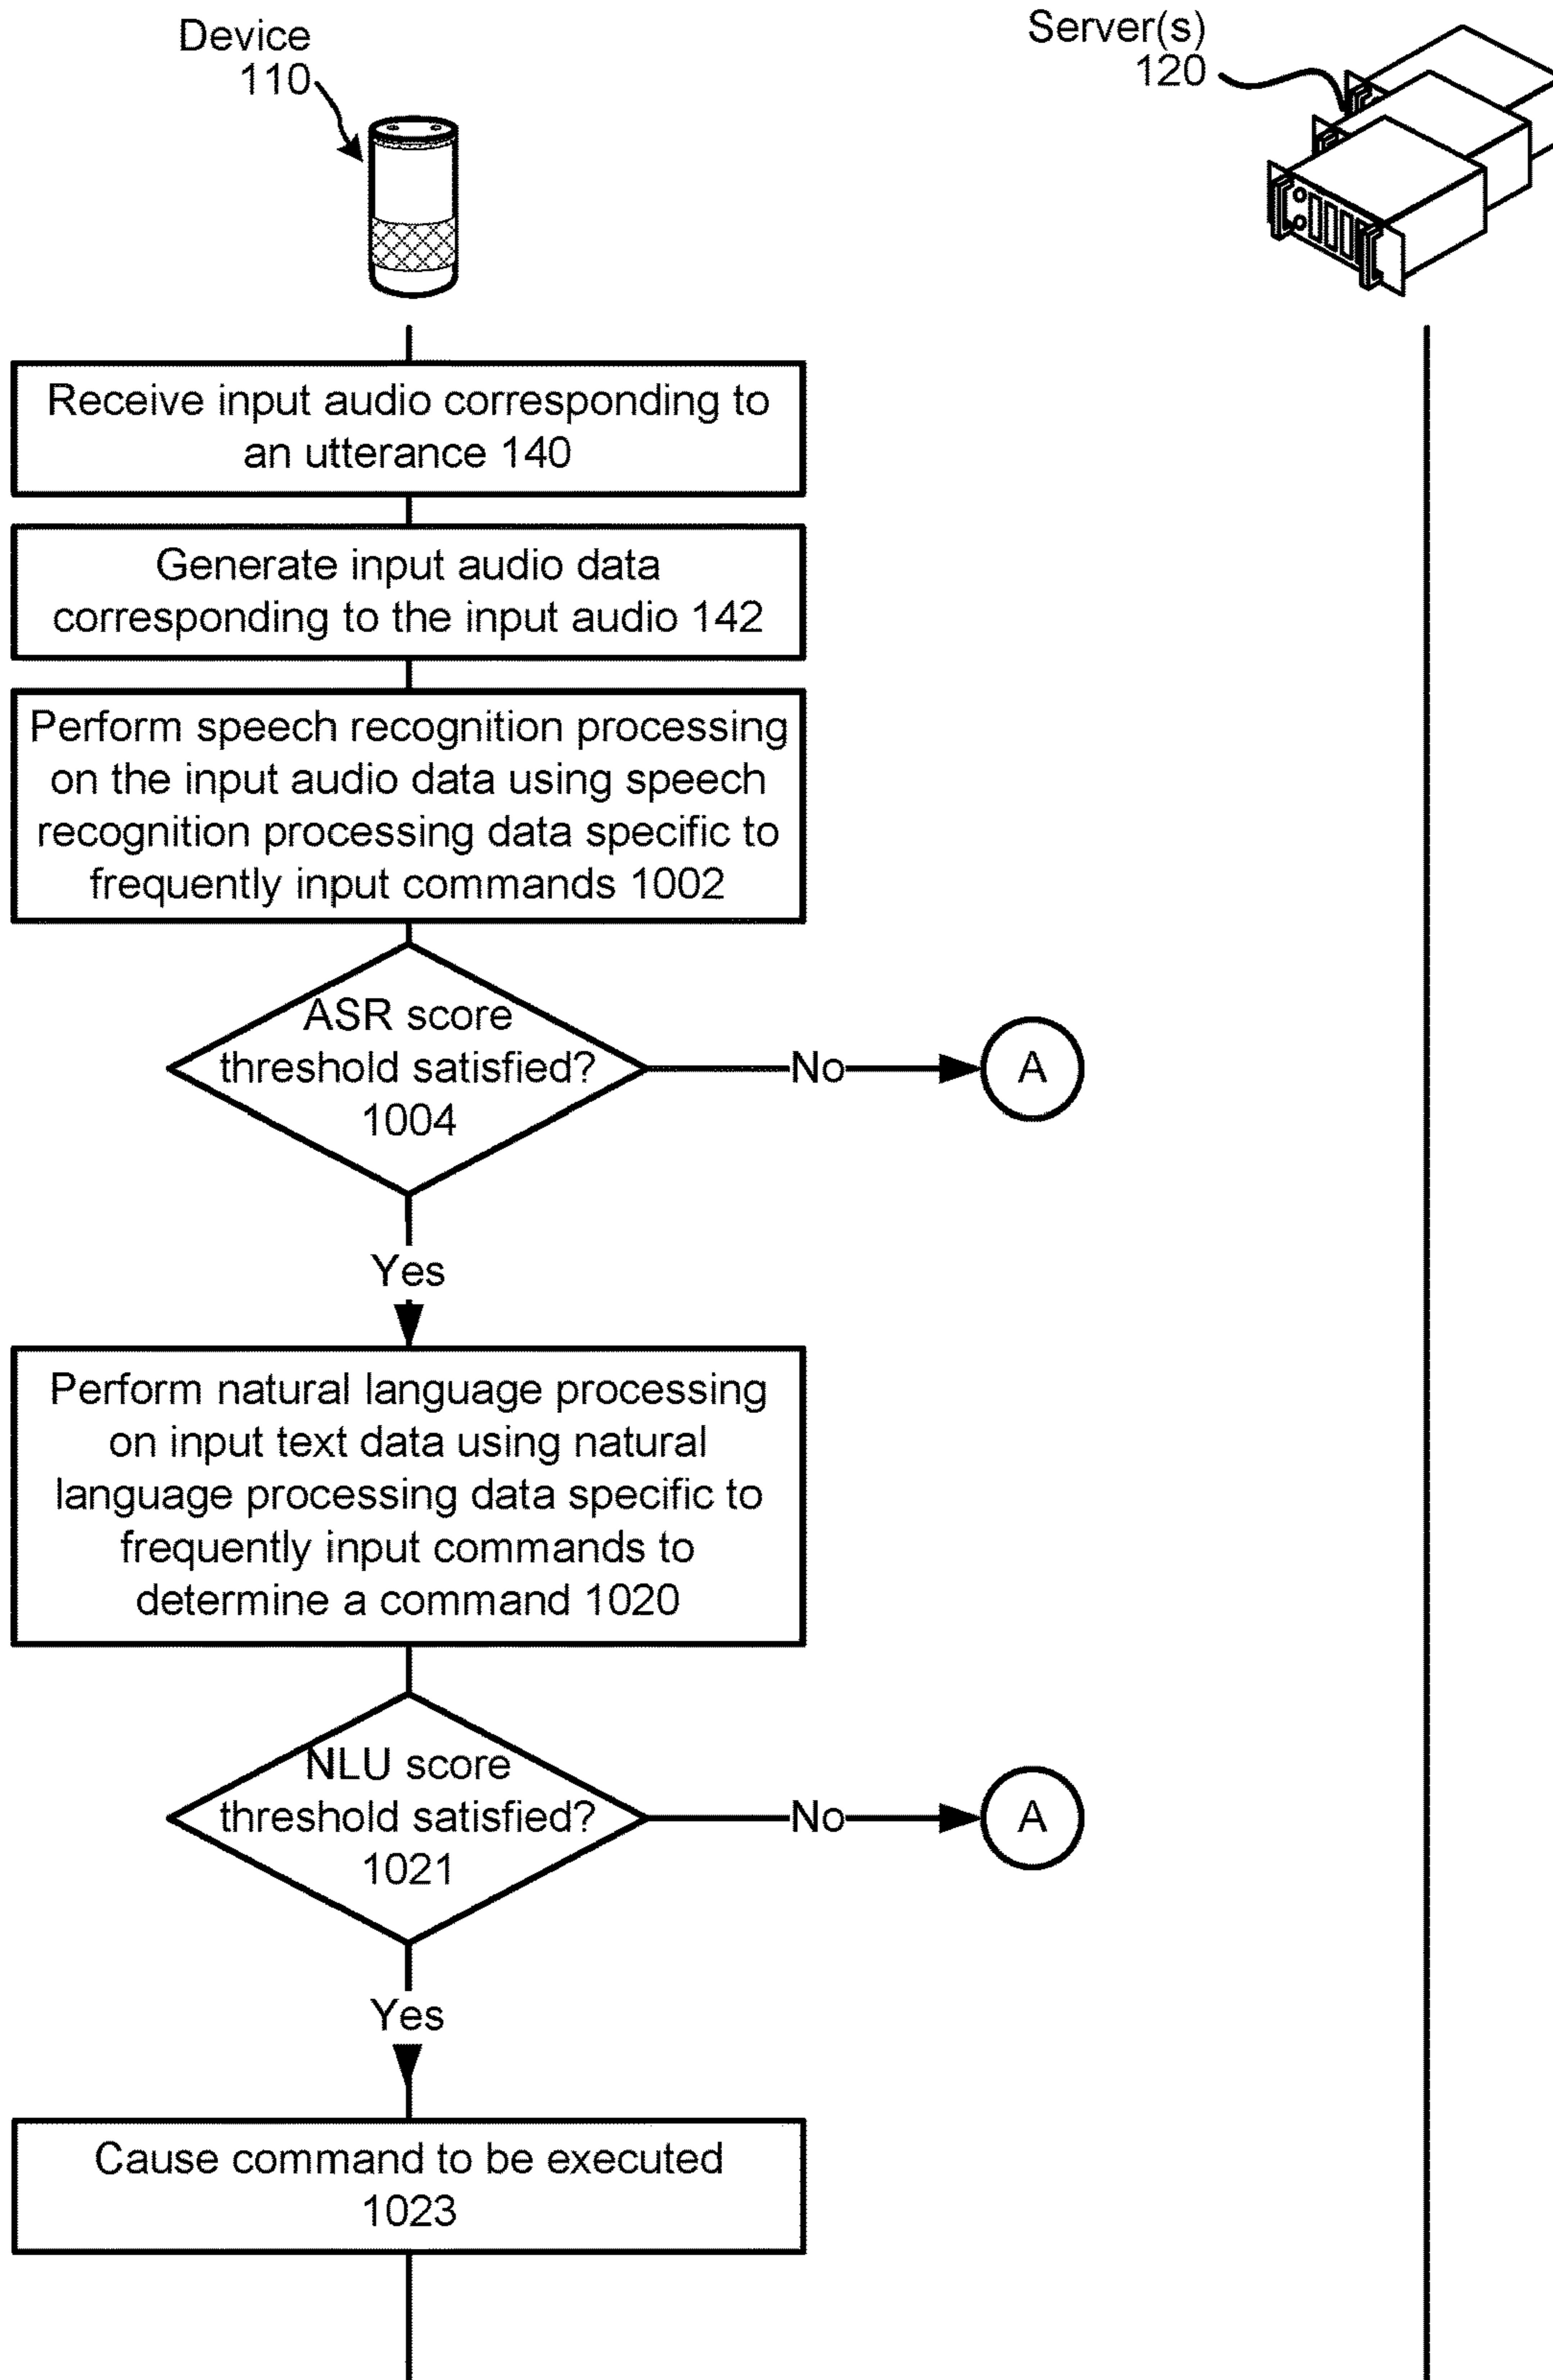 Device
110
Server(s)
120
Receive input audio corresponding to
an utterance 140
Generate input audio data
corresponding to the input audio 142
Perform speech recognition processing
on the input audio data using speech
recognition processing data specific to
frequently input commands 1002
ASR score
threshold satisfied?
1004
No
A
Yes
Perform natural language processing
on input text data using natural
language processing data specific to
frequently input commands to
determine a command 1020
NLU score
threshold satisfied?
1021
No
A
Yes
Cause command to be executed
1023